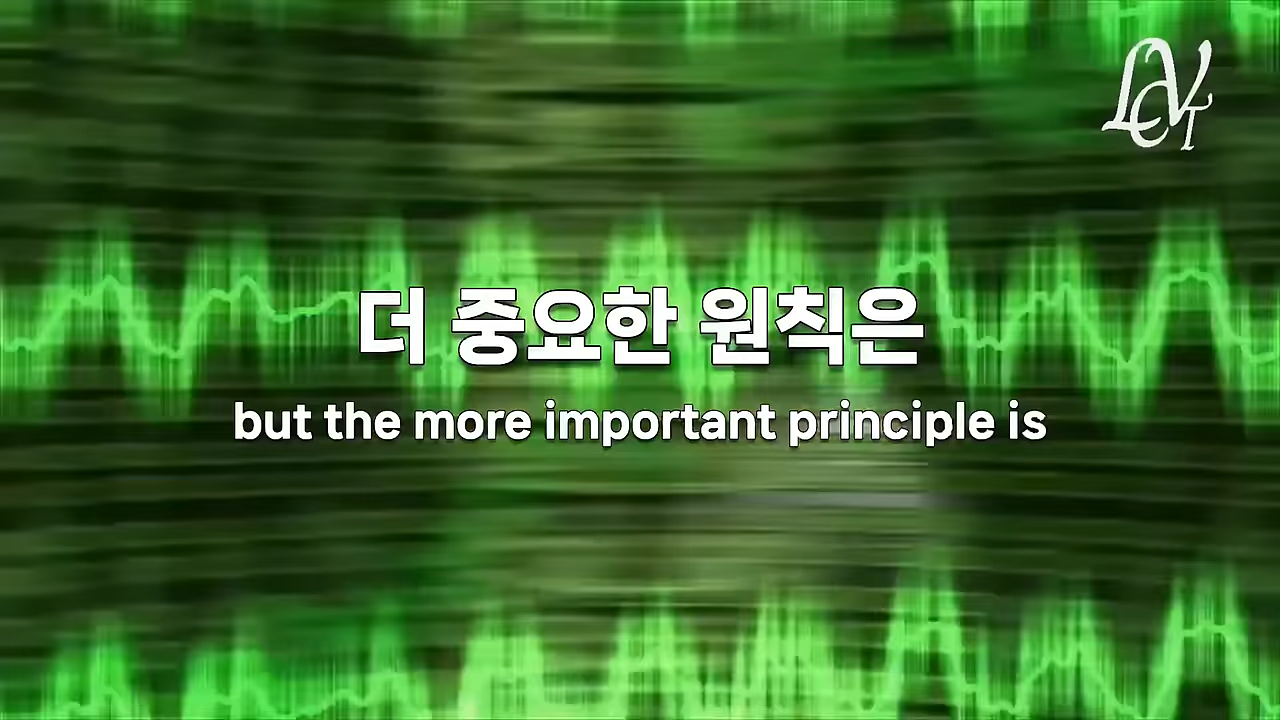 더 중요한 원칙은
but the more important principle is